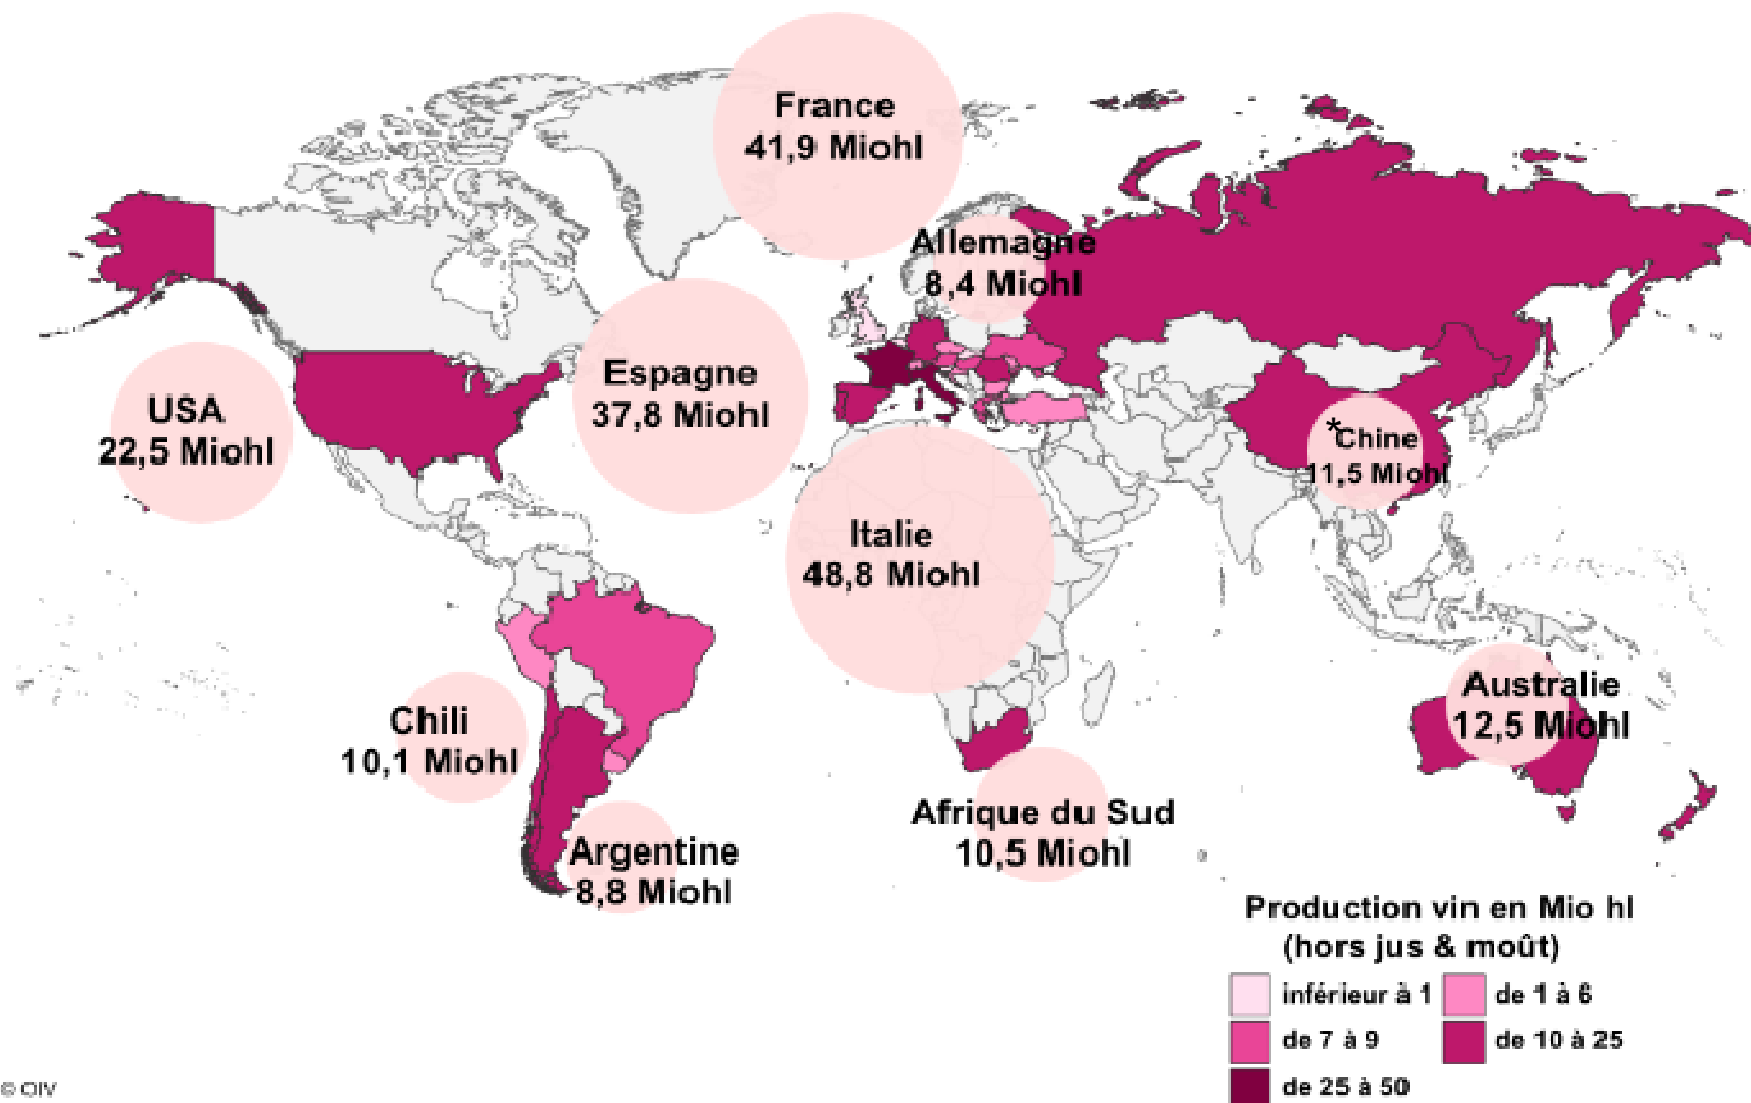 France
41,9 Miohl
Allemagne
8,4 Miohl
Espagne
37,8 Miohl
USA
22,5 Miohl
*Chine
11,5 Miohl
Italie
48,8 Miohl
Chili
10,1 Miohl
Australie
12,5 Miohl
Afrique du Sud
10,5 Miohl
Argentine
8,8 Miohl
Production vin en Mio hl
(hors jus & moût)
inférieur à 1
de 1 à 6
de 7 à 9
de 10 à 25
de 25 à 50
© OIV